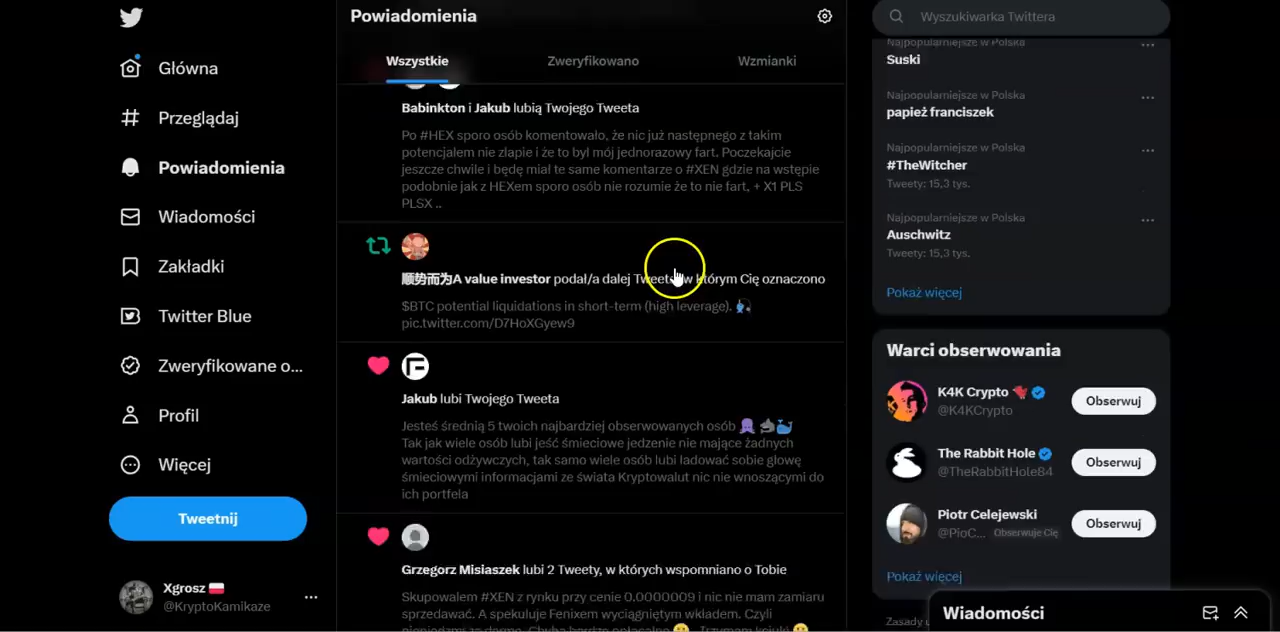 Główna
Przeglądaj
Powiadomienia
Wiadomości
Zakładki
Twitter Blue
Zweryfikowane o...
Profil
Więcej
Tweetnij
Xgrosz 🇵🇱
@KryptoKamikaze
Powiadomienia
Wszystkie
Zweryfikowano
Wzmianki
Babinkton i Jakub lubią Twojego Tweeta
Po #HEX sporo osób komentowało, że nic już następnego z takim
potencjałem nie złapie i że to był mój jednorazowy fart. Poczekajcie
jeszcze chwile i będę miał te same komentarze o #XEN gdzie na wstępie
podobnie jak z HEXem sporo osób nie rozumie że to nie fart, + X1 PLS
PLSX ..
顺势而为A value investor podał/a dalej Tweeta, w którym Cię oznaczono
$BTC potential liquidations in short-term (high leverage). 🎣
pic.twitter.com/D7HoXGyew9
Jakub lubi Twojego Tweeta
Jesteś średnią 5 twoich najbardziej obserwowanych osób
Tak jak wiele osób lubi jeść śmieciowe jedzenie nie mające żadnych
wartości odżywczych, tak samo wiele osób lubi ładować sobie głowę
śmieciowymi informacjami ze świata Kryptowalut nic nie wnoszącymi do
ich portfela
Grzegorz Misiaszek lubi 2 Tweety, w których wspomniano o Tobie
Skupowałem #XEN z rynku przy cenie 0.0000009 i nic nie mam zamiaru
sprzedawać. A spekuluje Fenixem wyciągniętym wkładem. Czyli
Wyszukiwarka Twittera
Najpopularniejsze w Polska
Suski
Najpopularniejsze w Polska
papież franciszek
Najpopularniejsze w Polska
#TheWitcher
Tweety: 15,3 tys.
Najpopularniejsze w Polska
Auschwitz
Tweety: 15,3 tys.
Pokaż więcej
Warci obserwowania
K4K Crypto
@K4KCrypto
Obserwuj
The Rabbit Hole
@TheRabbitHole84
Obserwuj
Piotr Celejewski
@PioC... Obserwuje Cię
Obserwuj
Pokaż więcej
Wiadomości